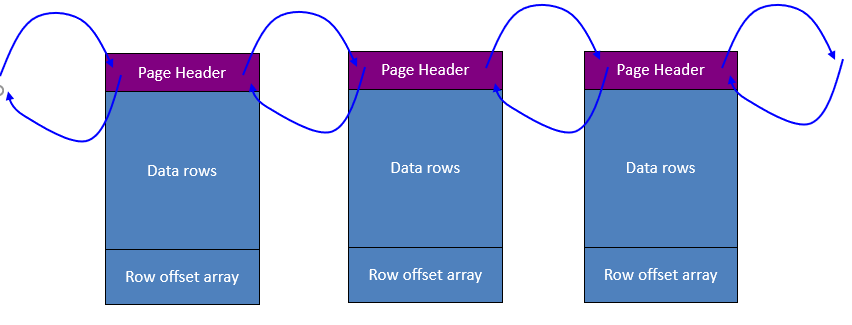 Page Header
Page Header
Page Header
Data rows
Data rows
Data rows
Row offset array
Row offset array
Row offset array